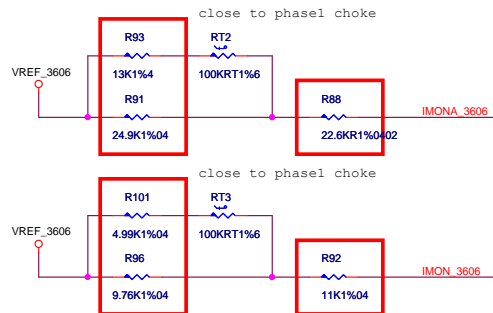 close to phase1 choke
R93
RT2
VREF_3606
13K1%4
100KRT1%6
R91
R88
IMONA_3606
24.9K1%04
22.6KR1%0402
close to phase1 choke
R101
RT3
VREF_3606
4.99K1%04
100KRT1%6
R96
R92
IMON_3606
9.76K1%04
11K1%04